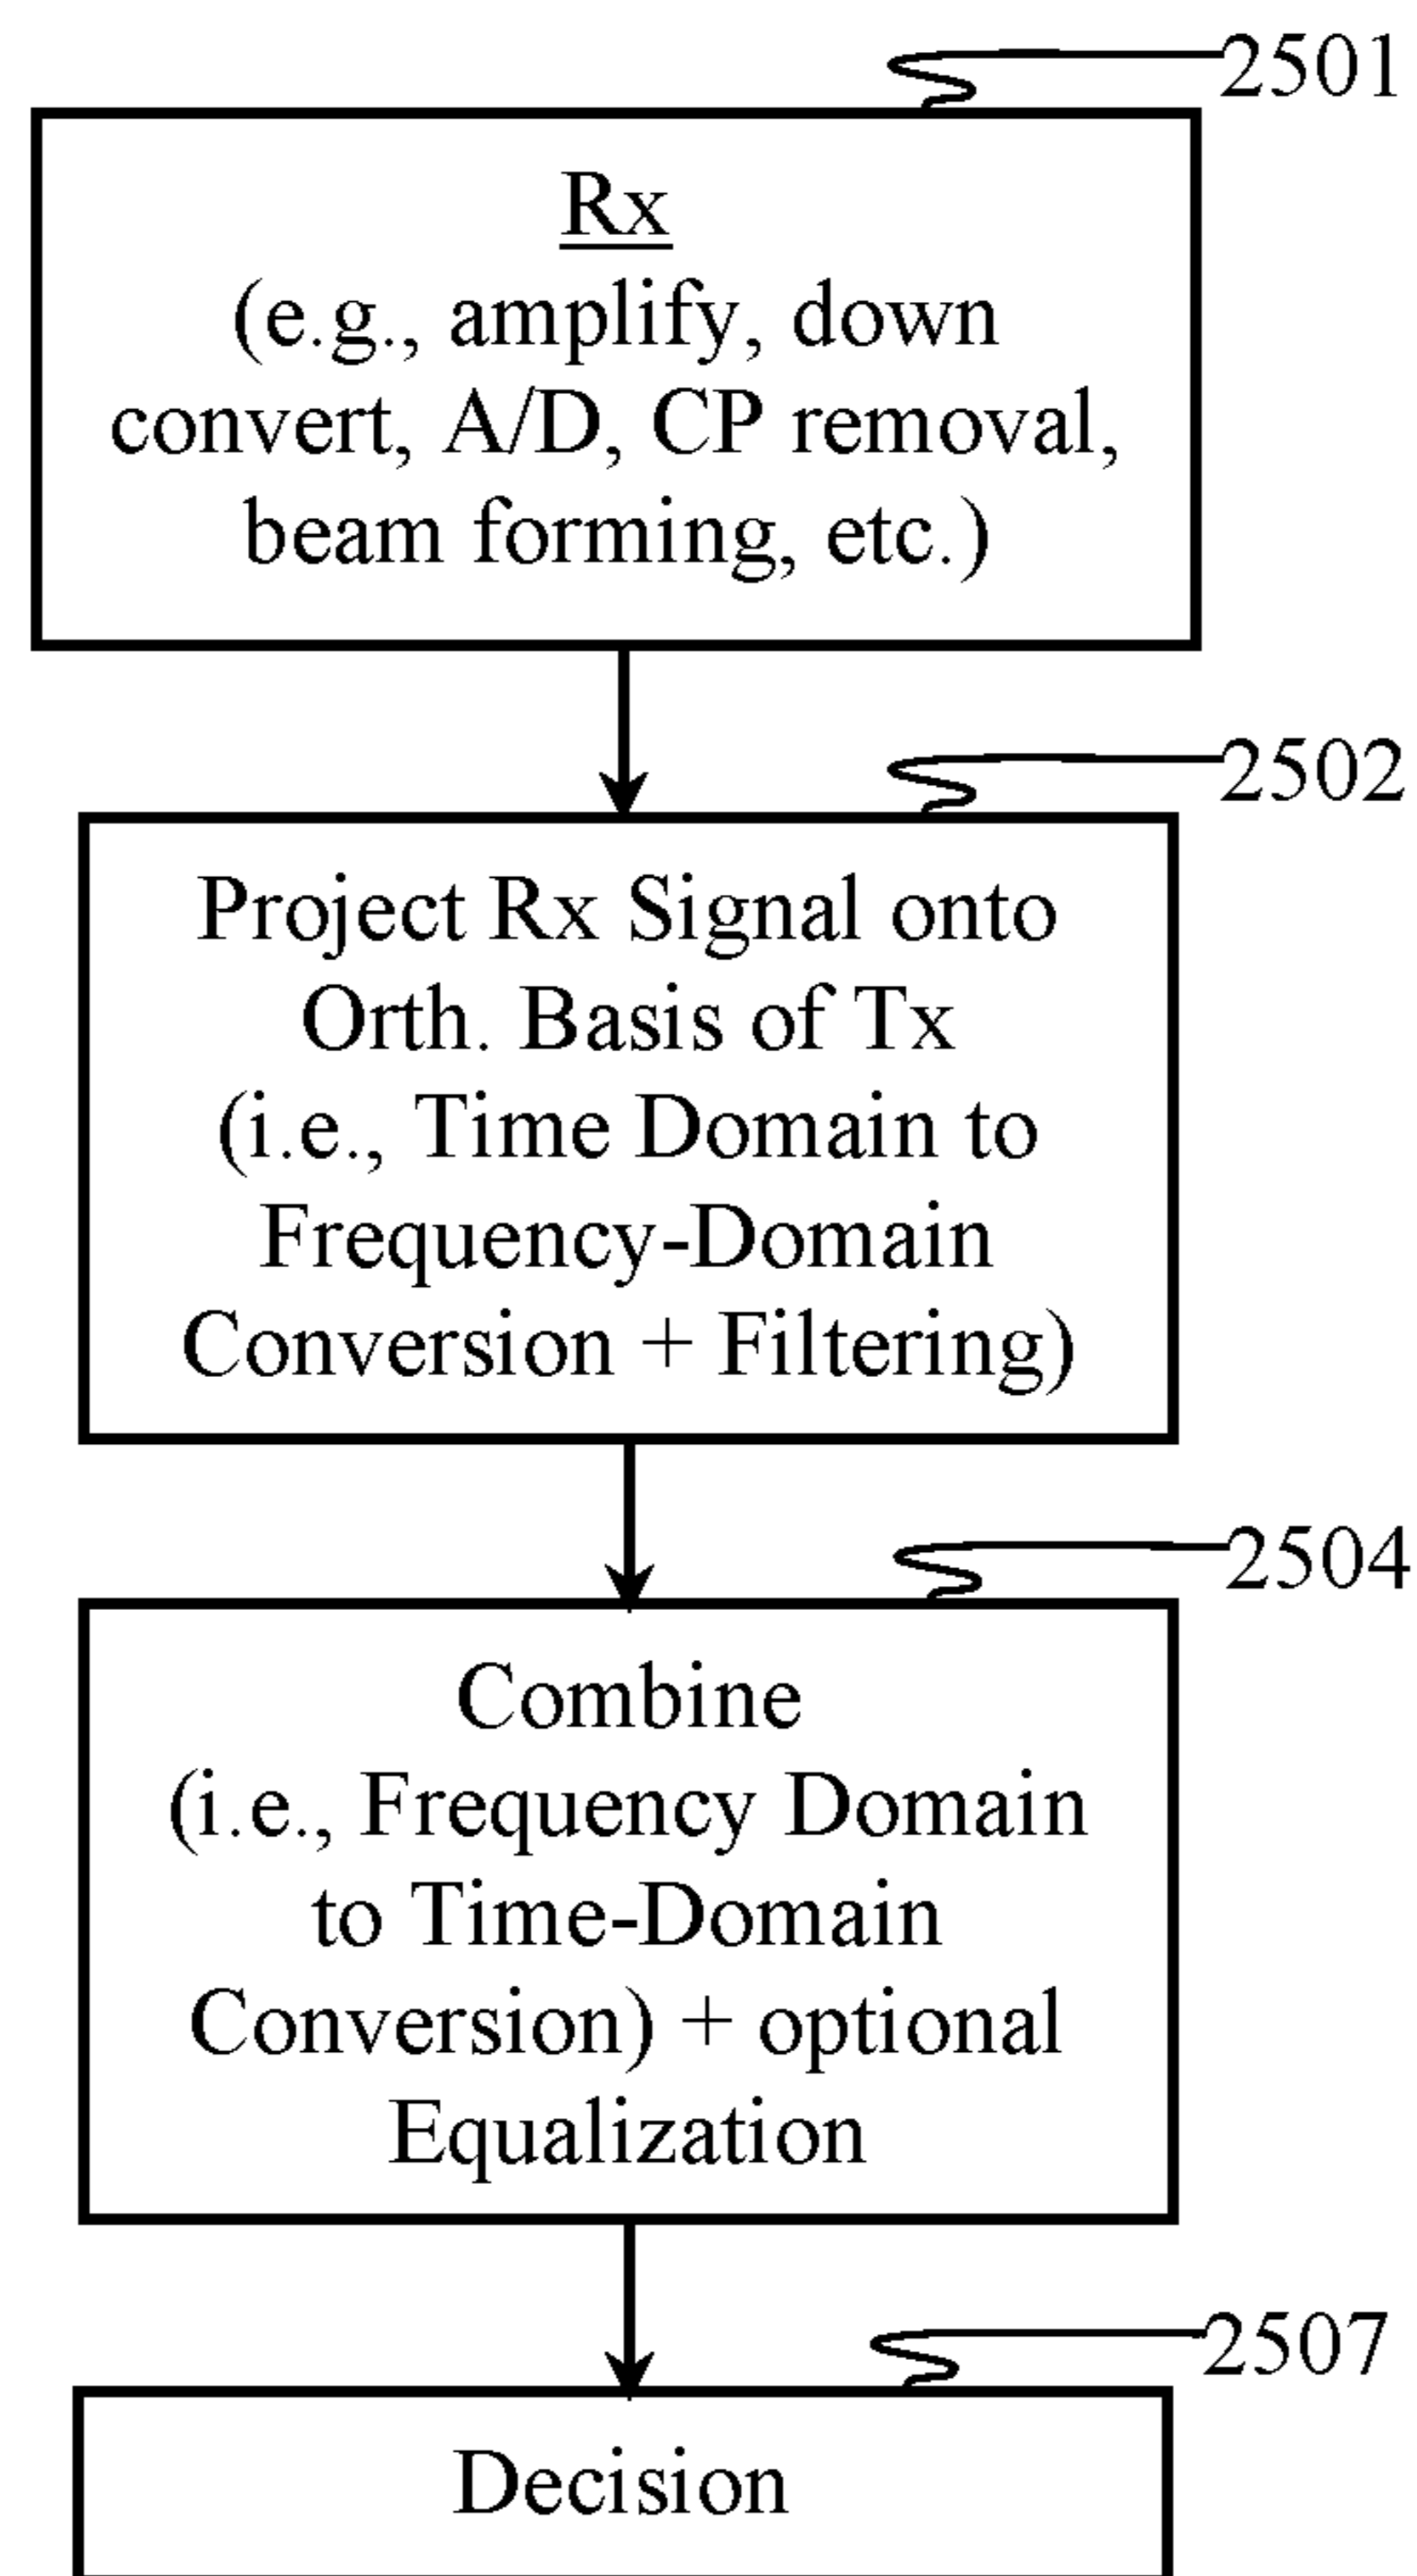 2501
Rx
(e.g., amplify, down
convert, A/D, CP removal,
beam forming, etc.)
2502
Project Rx Signal onto
Orth. Basis of Tx
(i.e., Time Domain to
Frequency-Domain
Conversion + Filtering)
2504
Combine
(i.e., Frequency Domain
to Time-Domain
Conversion) + optional
Equalization
2507
Decision